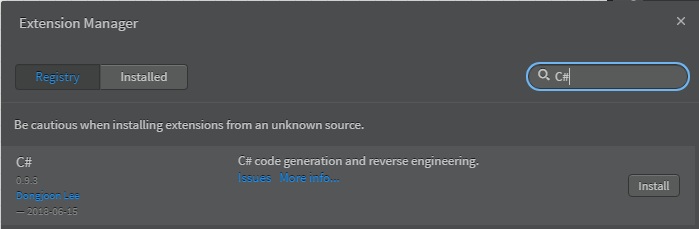 Extension Manager
×
Registry Installed
C#
Be cautious when installing extensions from an unknown source.
C#
0.9.3
Dongjoon Lee
— 2018-06-15
C# code generation and reverse engineering.
Issues More info...
Install